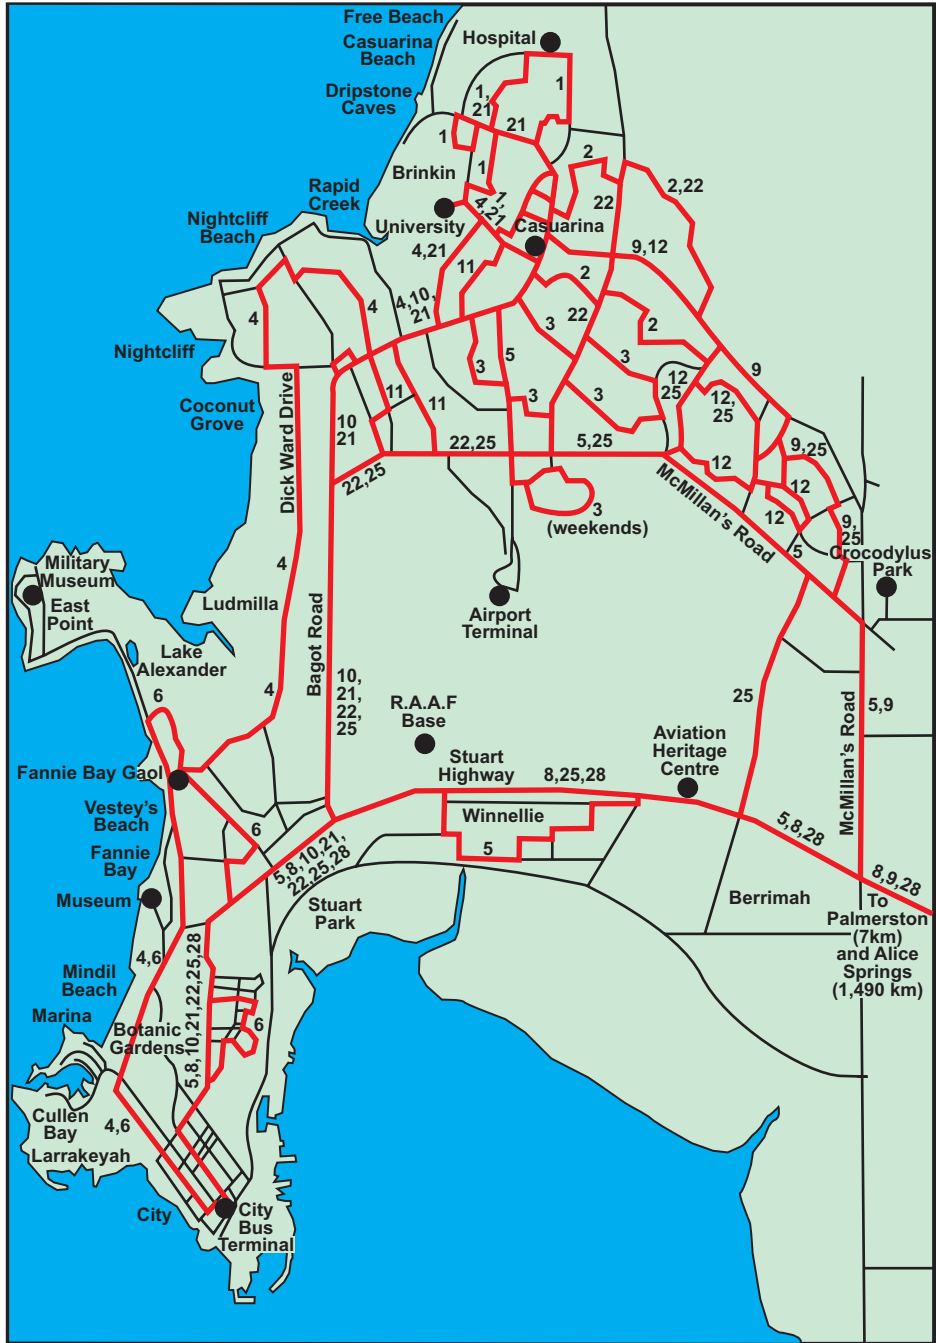 Free Beach
Casuarina
Beach
Hospital
Dripstone
Caves
1,
21
1
21
1
2
Brinkin
1
Rapid
Creek
1,
4,21
22
2,22
Nightcliff
Beach
University
Casuarina
4,21
9,12
11
2
4,10,
21
4
4
22
3
2
Nightcliff
3
5
3
9
Coconut
Grove
11
11
3
3
12
25
12,
25
Dick Ward Drive
10
21
22,25
5,25
9,25
22,25
12
12
12
3
(weekends)
McMillan's Road
5
9,
25
Crocodylus
Park
Military
Museum
East
Point
4
Ludmilla
Bagot Road
Airport
Terminal
Lake
Alexander
4
6
10,
21,
22,
25
R.A.A.F
Base
25
5,9
Aviation
Heritage
Centre
McMillan's Road
Fannie Bay Gaol
Stuart
Highway
8,25,28
Vestey's
Beach
6
Winnellie
5
5,8,28
Fannie
Bay
5,8,10,21,
22,25,28
8,9,28
Museum
Stuart
Park
Berrimah
To
Palmerston
(7km)
and Alice
Springs
(1,490 km)
4,6
5,8,10,21,22,25,28
Mindil
Beach
Marina
Botanic
Gardens
6
Cullen
Bay
4,6
Larrakeyah
City
City
Bus
Terminal